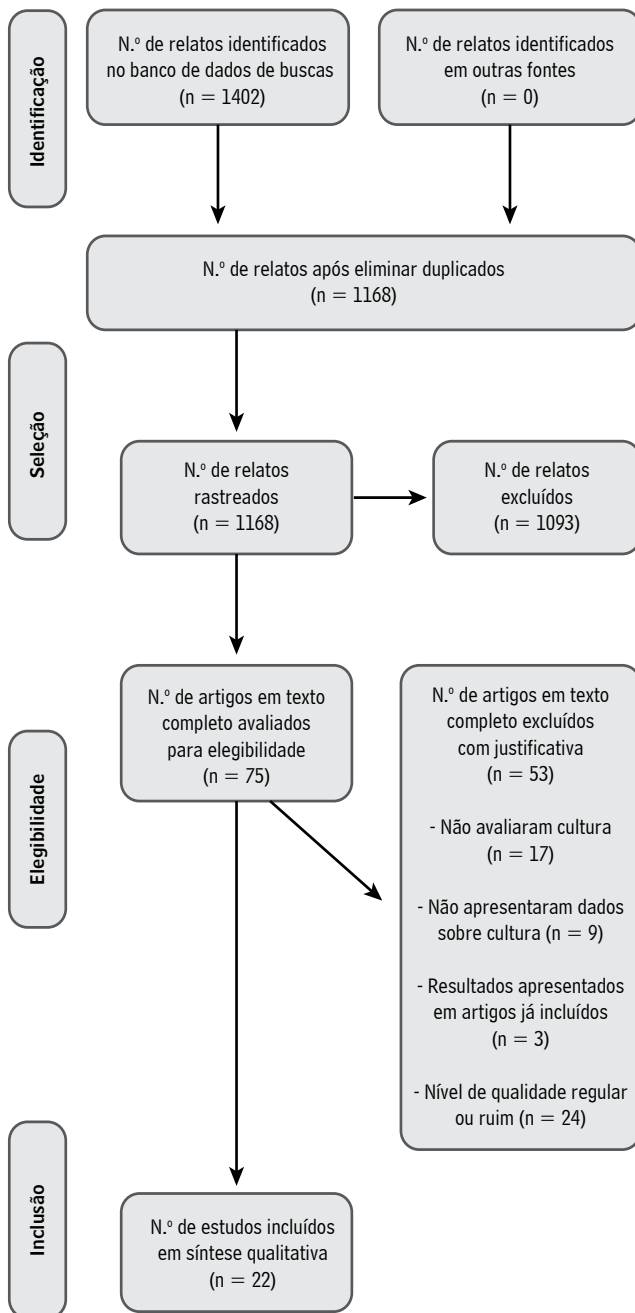 Identificação
N.º de relatos identificados
no banco de dados de buscas
(n = 1402)
N.º de relatos identificados
em outras fontes
(n = 0)
N.º de relatos após eliminar duplicados
(n = 1168)
Seleção
N.º de relatos
rastreados
(n = 1168)
N.º de relatos
excluídos
(n = 1093)
Elegibilidade
N.º de artigos em texto
completo avaliados
para elegibilidade
(n = 75)
N.º de artigos em texto
completo excluídos
com justificativa
(n = 53)
- Não avaliaram cultura
(n = 17)
- Não apresentaram dados
sobre cultura (n = 9)
- Resultados apresentados
em artigos já incluídos
(n = 3)
- Nível de qualidade regular
ou ruim (n = 24)
Inclusão
N.º de estudos incluídos
em síntese qualitativa
(n = 22)